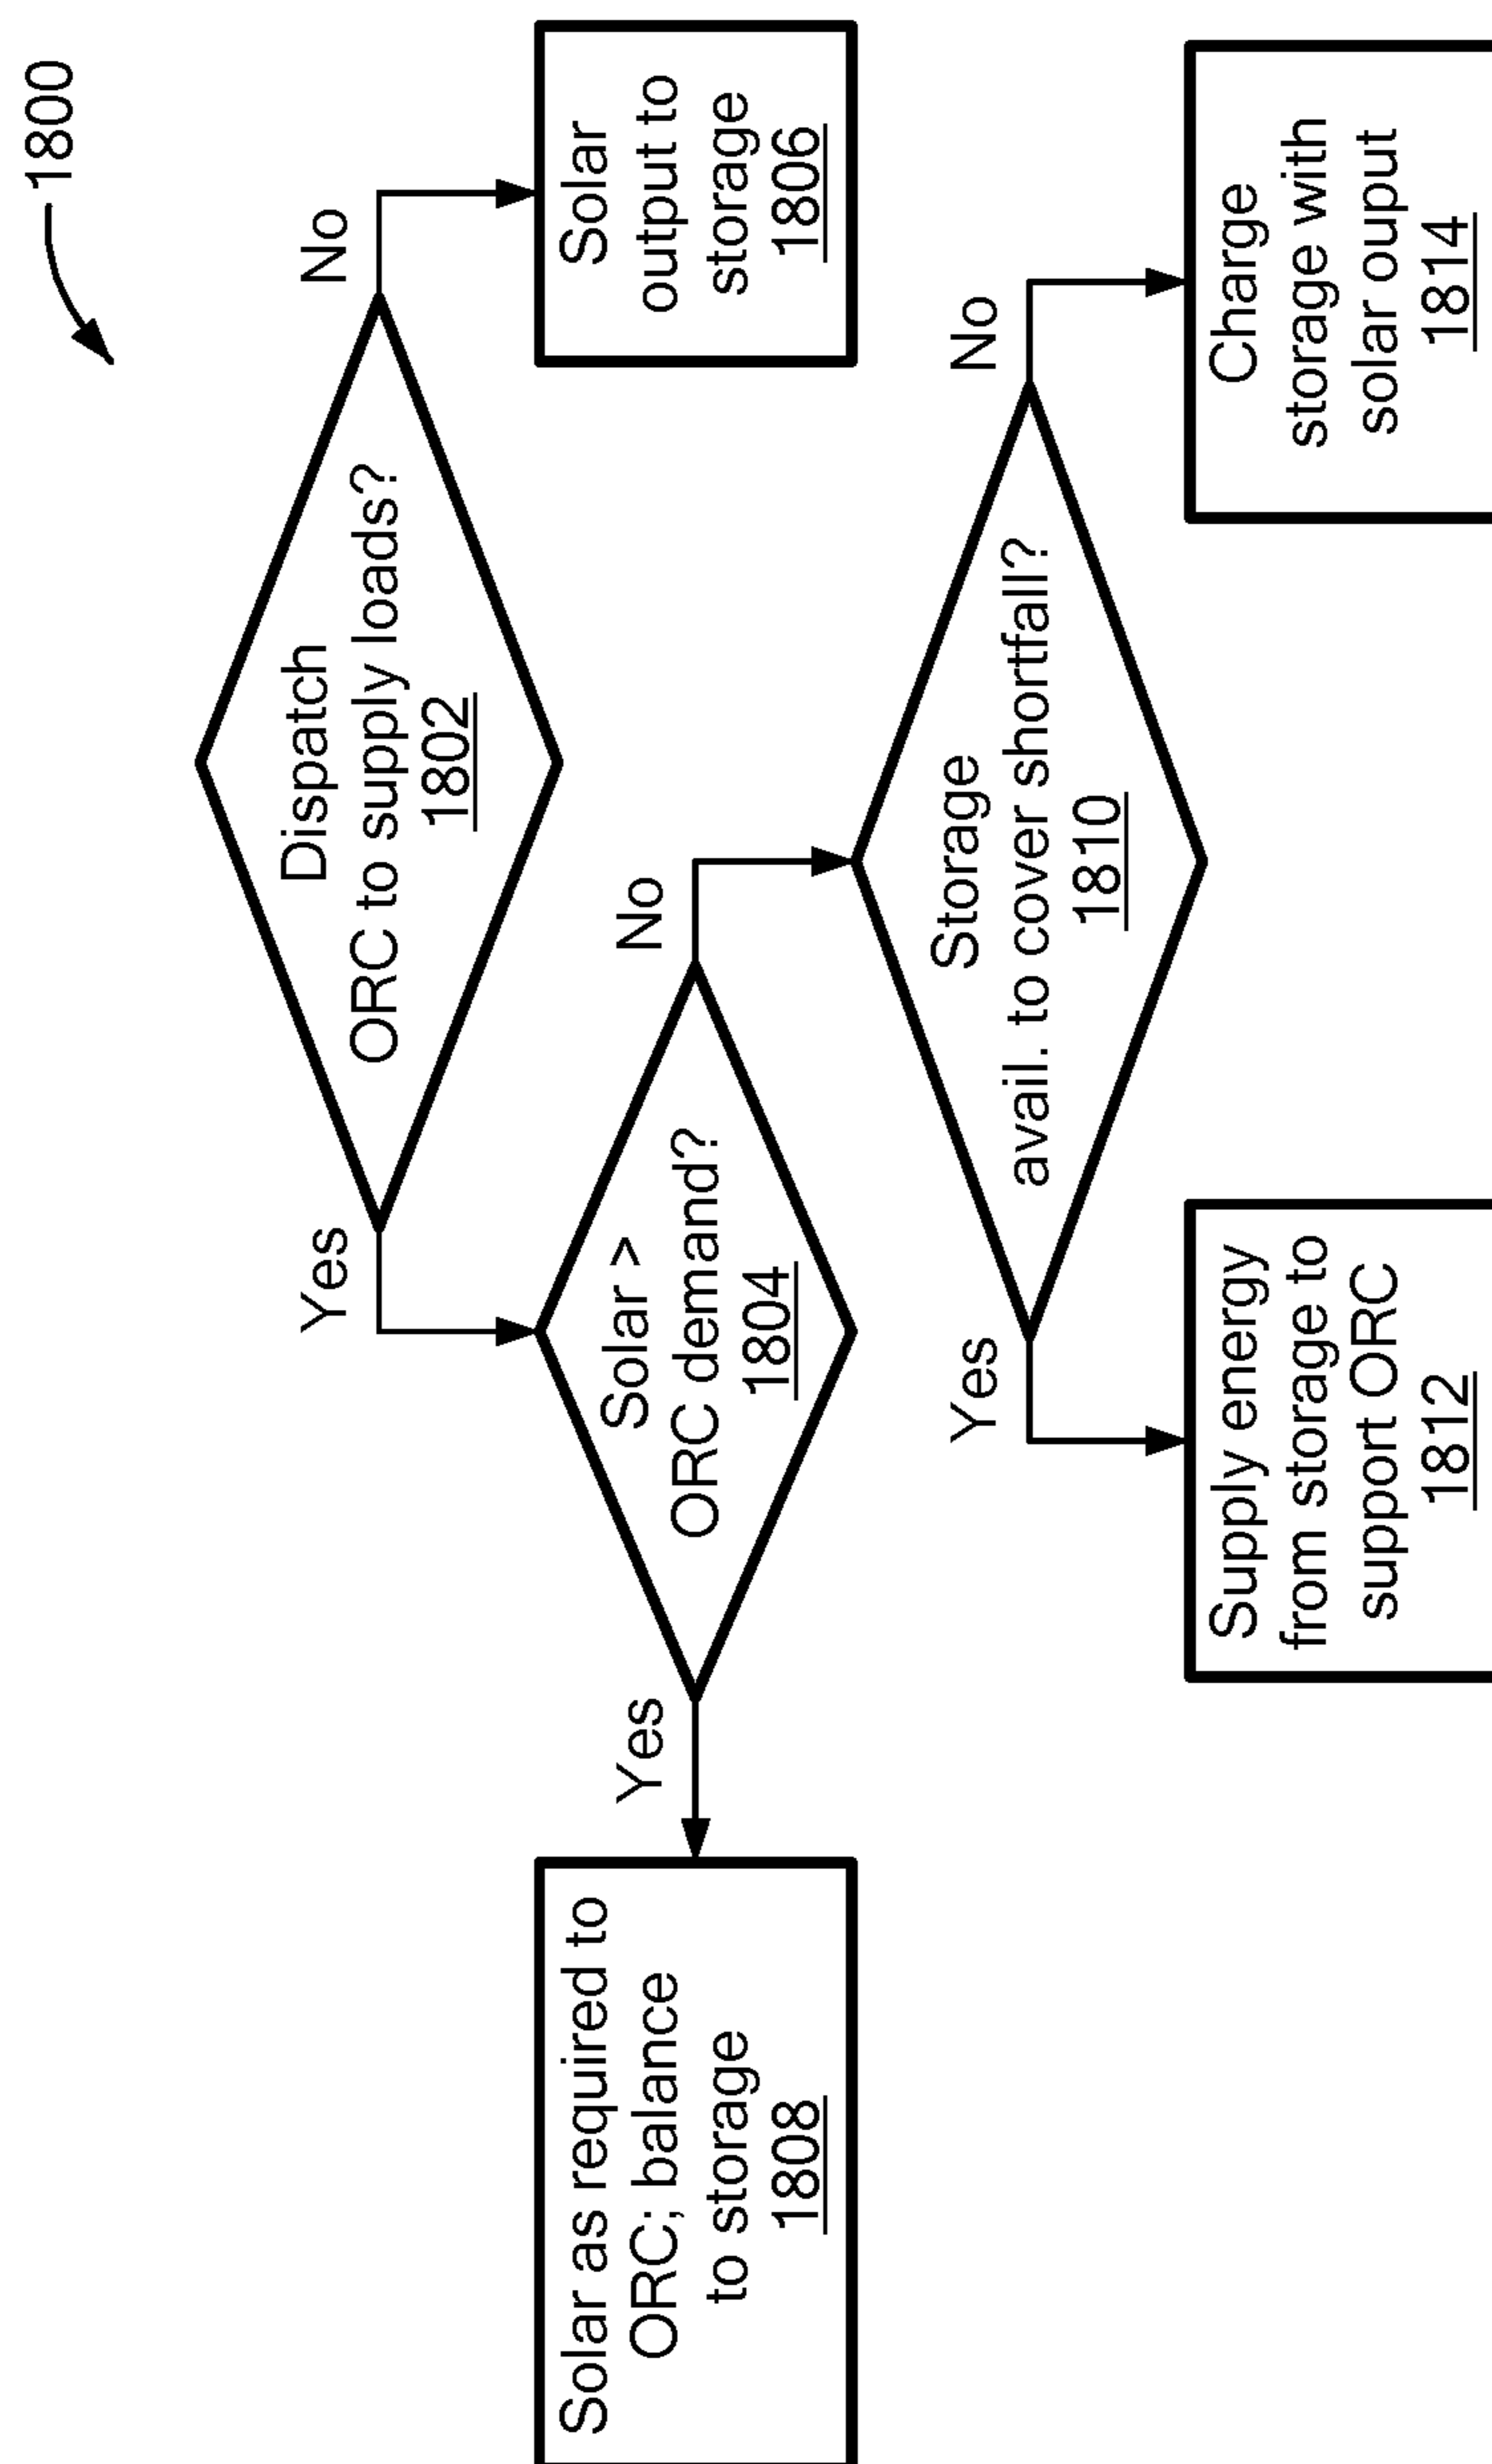 1800
Dispatch
ORC to supply loads?
1802
Yes
No
Solar >
ORC demand?
1804
Solar
output to
storage
1806
Yes
No
Solar as required to
ORC; balance
to storage
1808
Storage
avail. to cover shortfall?
1810
Yes
No
Supply energy
from storage to
support ORC
1812
Charge
storage with
solar ouput
1814